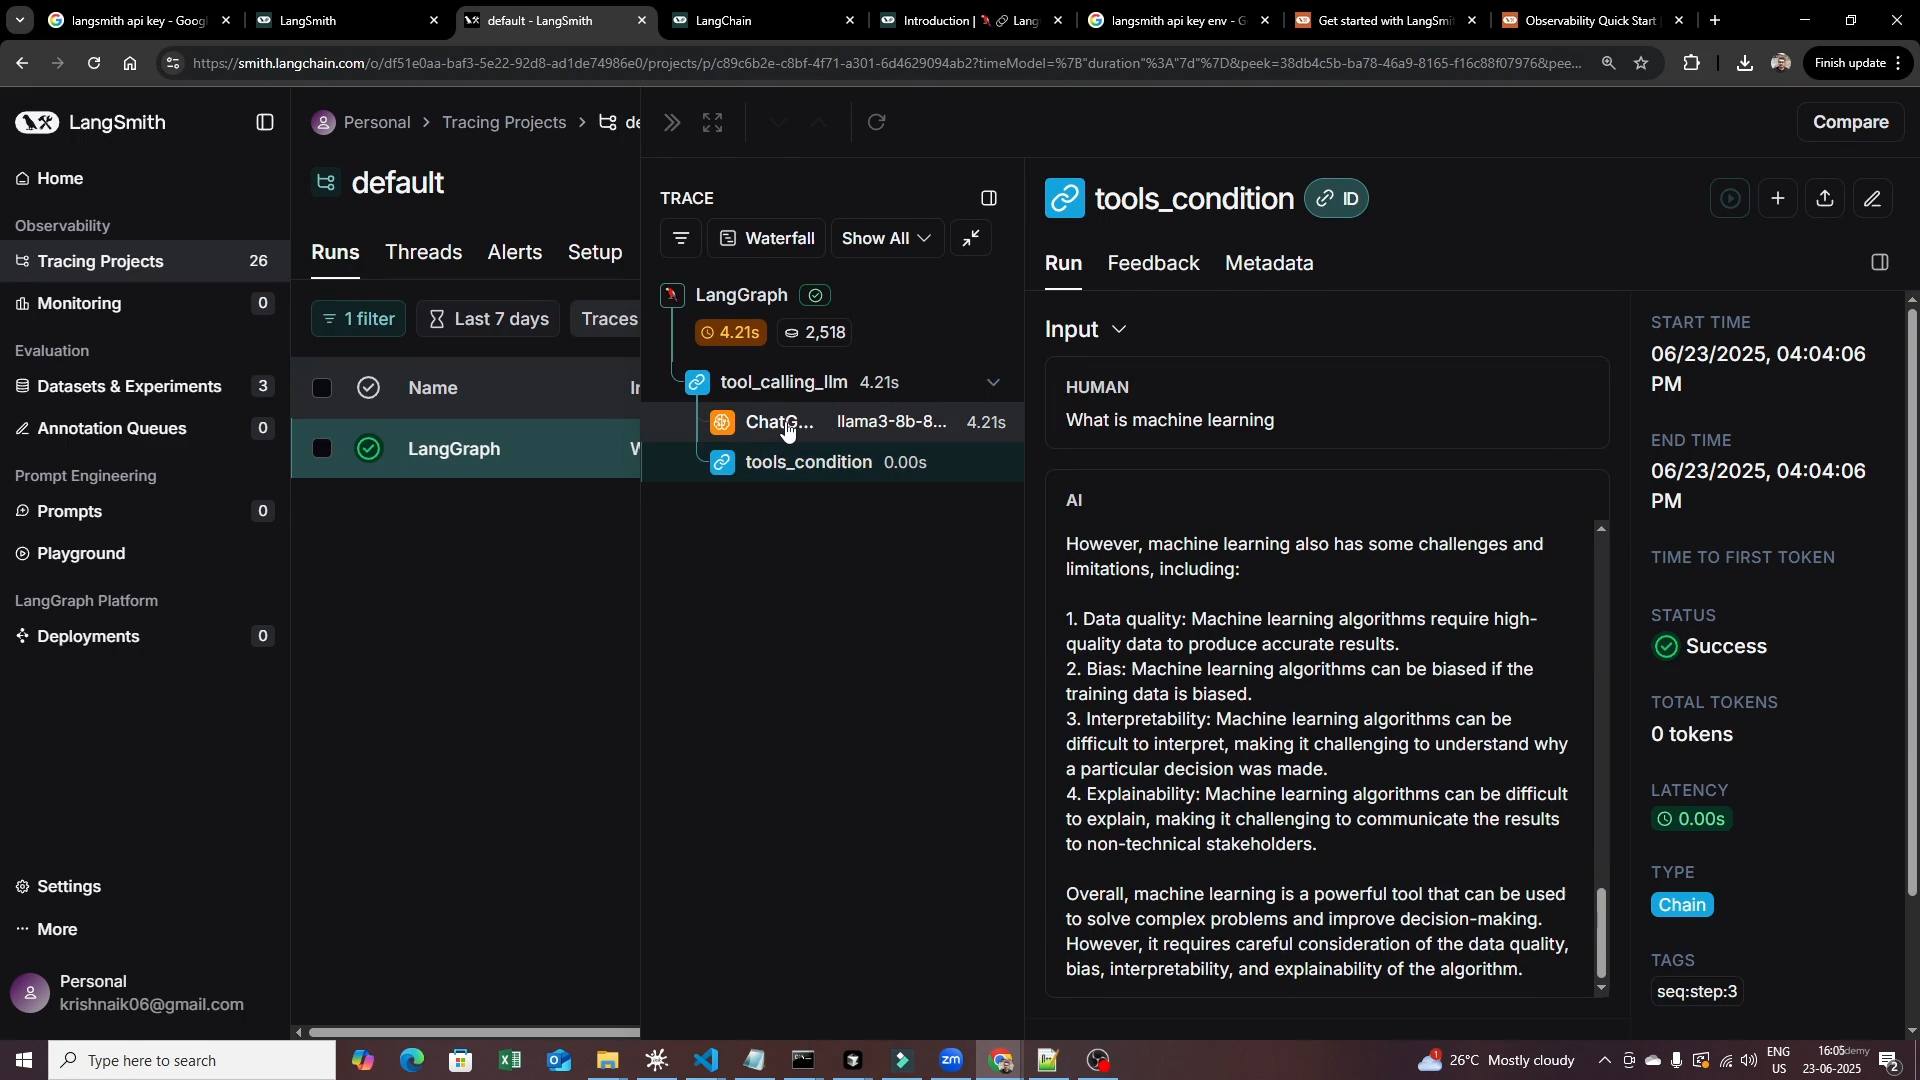 langsmith api key - Goog
LangSmith
default - LangSmith
LangChain
Introduction | Lang
langsmith api key env - G
Get started with LangSmi
Observability Quick Start
https://smith.langchain.com/o/df51e0aa-baf3-5e22-92d8-ad1de74986e0/projects/p/c89c6b2e-c8bf-4f71-a301-6d4629094ab2?timeModel=%7B"duration"%3A"7d"%7D&peek=38db4c5b-ba78-46a9-8165-f16c88f07976&pee...
Finish update
LangSmith
Home
Observability
Tracing Projects 26
Monitoring 0
Evaluation
Datasets & Experiments 3
Annotation Queues 0
Prompt Engineering
Prompts 0
Playground
LangGraph Platform
Deployments 0
Settings
More
Personal
krishnaik06@gmail.com
Personal > Tracing Projects > de
default
Runs Threads Alerts Setup
1 filter Last 7 days Traces
Name In
LangGraph W
Compare
TRACE
Waterfall Show All
LangGraph
4.21s 2,518
tool_calling_llm 4.21s
ChatG... llama3-8b-8... 4.21s
tools_condition 0.00s
tools_condition ID
Run Feedback Metadata
Input
HUMAN
What is machine learning
AI
However, machine learning also has some challenges and
limitations, including:
1. Data quality: Machine learning algorithms require high-
quality data to produce accurate results.
2. Bias: Machine learning algorithms can be biased if the
training data is biased.
3. Interpretability: Machine learning algorithms can be
difficult to interpret, making it challenging to understand why
a particular decision was made.
4. Explainability: Machine learning algorithms can be difficult
to explain, making it challenging to communicate the results
to non-technical stakeholders.
Overall, machine learning is a powerful tool that can be used
to solve complex problems and improve decision-making.
However, it requires careful consideration of the data quality,
bias, interpretability, and explainability of the algorithm.
START TIME
06/23/2025, 04:04:06
PM
END TIME
06/23/2025, 04:04:06
PM
TIME TO FIRST TOKEN
STATUS
Success
TOTAL TOKENS
0 tokens
LATENCY
0.00s
TYPE
Chain
TAGS
seq:step:3
Type here to search
zm
1
26°C Mostly cloudy
ENG
US
16:05
udemy
23-06-2025
2